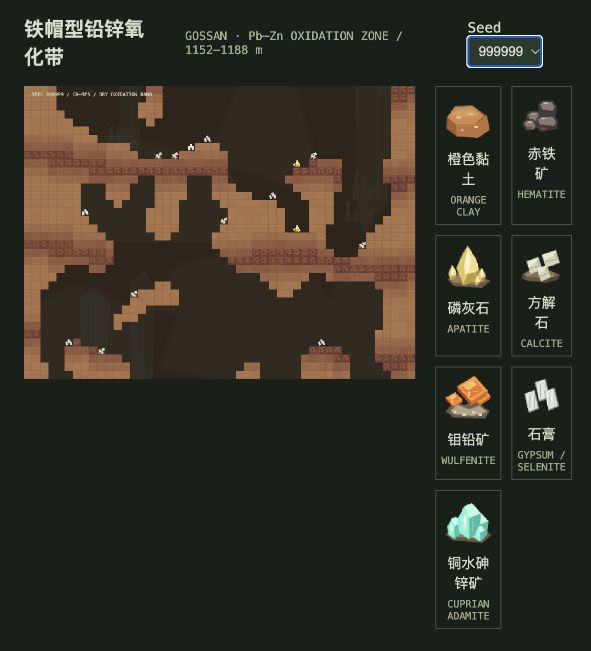 铁帽型铅锌氧
化带
GOSSAN · Pb—Zn OXIDATION ZONE /
1152—1188 m
Seed
999999
橙色黏
土
ORANGE
CLAY
赤铁
矿
HEMATITE
磷灰石
APATITE
方解
石
CALCITE
钼铅矿
WULFENITE
石膏
GYPSUM /
SELENITE
铜水砷
锌矿
CUPRIAN
ADAMITE